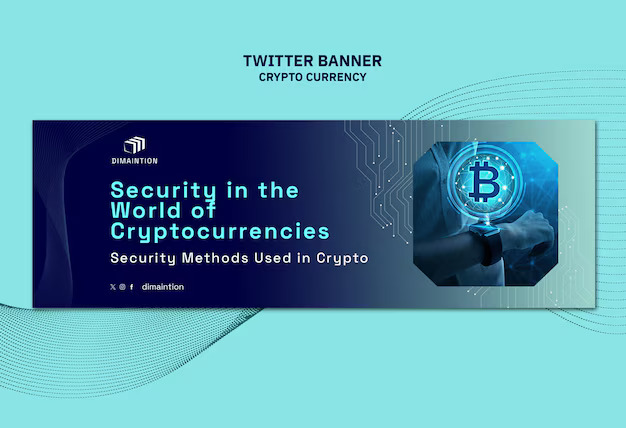 TWITTER BANNER
CRYPTO CURRENCY
DIMAINTION
Security in the
World of
Cryptocurrencies
Security Methods Used in Crypto
dimaintion